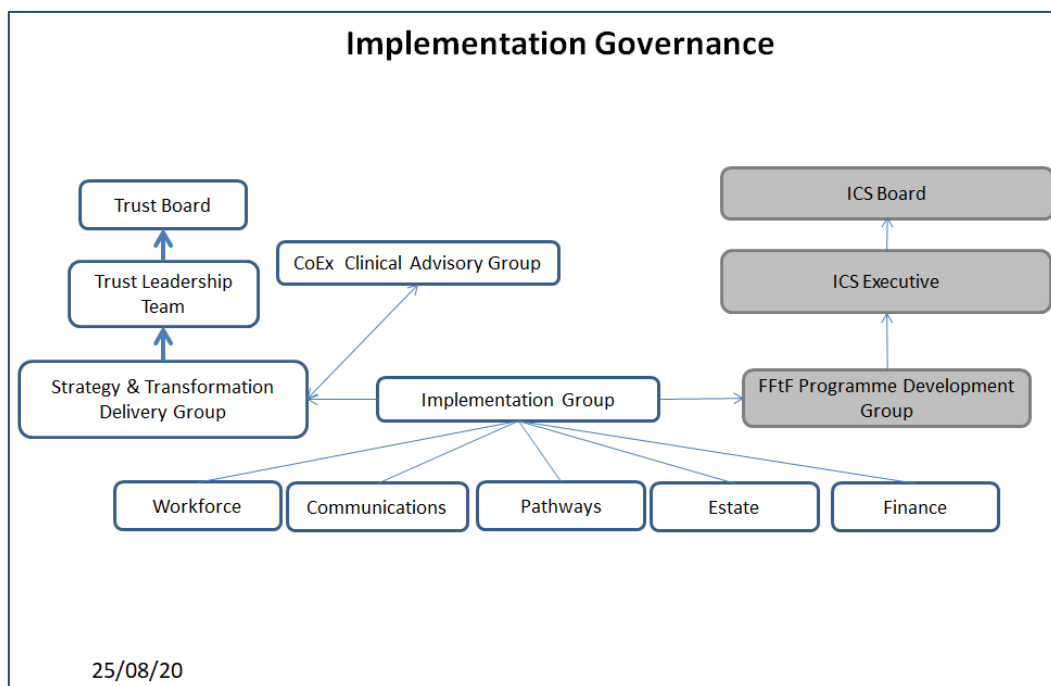 Implementation Governance
Trust Board
ICS Board
CoEx Clinical Advisory Group
Trust Leadership
Team
ICS Executive
Strategy & Transformation
Delivery Group
Implementation Group
FFtF Programme Development
Group
Workforce
Communications
Pathways
Estate
Finance
25/08/20